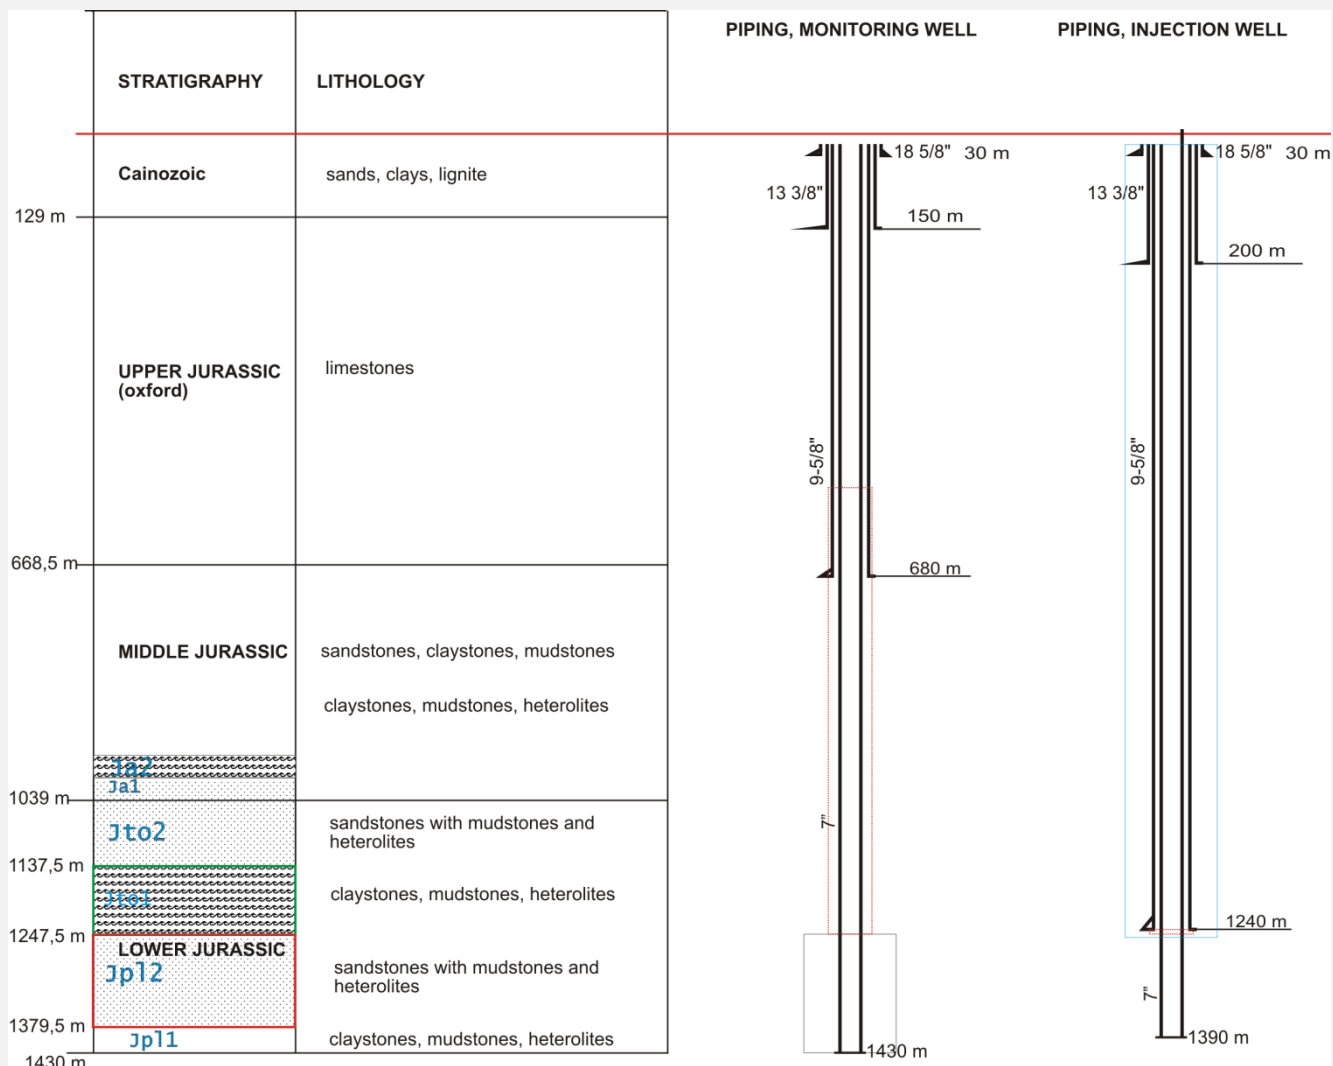 PIPING, MONITORING WELL
PIPING, INJECTION WELL
STRATIGRAPHY
LITHOLOGY
Cainozoic
sands, clays, lignite
129 m
UPPER JURASSIC
(oxford)
limestones
668,5 m
MIDDLE JURASSIC
sandstones, claystones, mudstones
claystones, mudstones, heterolites
Ja2
Ja1
1039 m
Jto2
sandstones with mudstones and
heterolites
1137,5 m
Jto1
claystones, mudstones, heterolites
1247,5 m
LOWER JURASSIC
Jpl2
sandstones with mudstones and
heterolites
1379,5 m
Jpl1
claystones, mudstones, heterolites
1430 m
18 5/8" 30 m
13 3/8"
150 m
9-5/8"
680 m
7"
1430 m
18 5/8" 30 m
13 3/8"
200 m
9-5/8"
1240 m
7"
1390 m